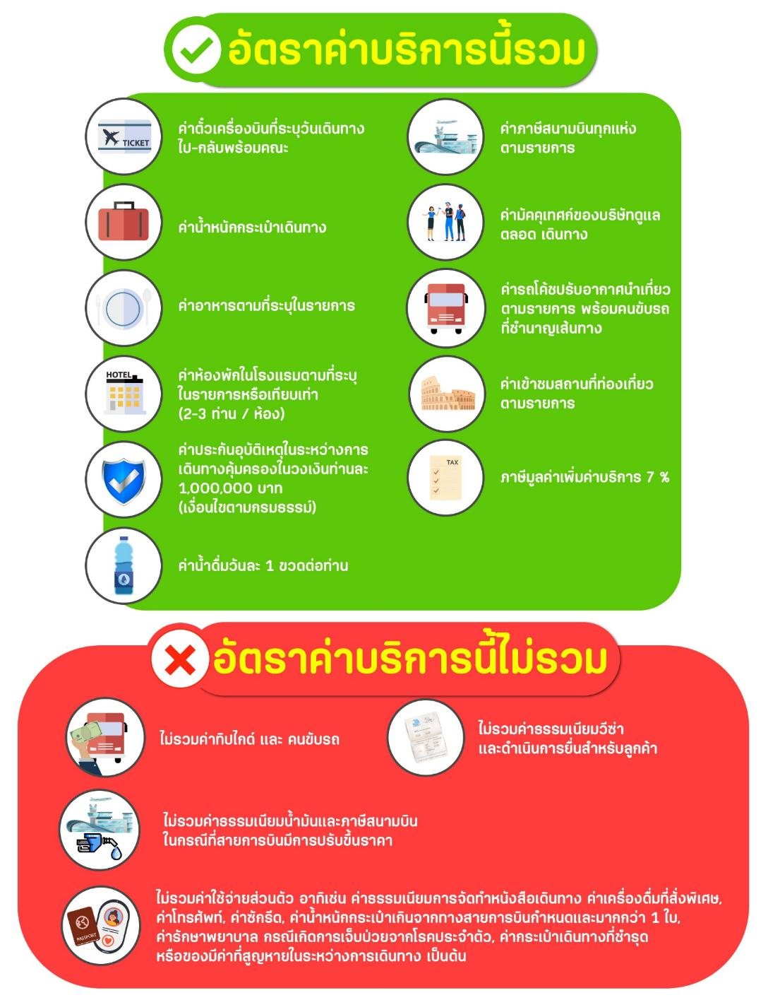 อัตราค่าบริการนี้รวม
TICKET
ค่าตั๋วเครื่องบินที่ระบุวันเดินทาง
ไป-กลับพร้อมคณะ
ค่าภาษีสนามบินทุกแห่ง
ตามรายการ
ค่าน้ำหนักกระเป๋าเดินทาง
ค่ามัคคุเทศก์ของบริษัทดูแล
ตลอด เดินทาง
ค่าอาหารตามที่ระบุในรายการ
ค่ารถโค้ชปรับอากาศนำเที่ยว
ตามรายการ พร้อมคนขับรถ
ที่ชำนาญเส้นทาง
HOTEL
ค่าห้องพักในโรงแรมตามที่ระบุ
ในรายการหรือเทียบเท่า
(2-3 ท่าน / ห้อง)
ค่าเข้าชมสถานที่ท่องเที่ยว
ตามรายการ
ค่าประกันอุบัติเหตุในระหว่างการ
เดินทางคุ้มครองในวงเงินท่านละ
1,000,000 บาท
(เงื่อนไขตามกรมธรรม์)
TAX
ภาษีมูลค่าเพิ่มค่าบริการ 7 %
ค่าน้ำดื่มวันละ 1 ขวดต่อท่าน
อัตราค่าบริการนี้ไม่รวม
ไม่รวมค่าทิปไกด์ และ คนขับรถ
ไม่รวมค่าธรรมเนียมวีซ่า
และดำเนินการยื่นสำหรับลูกค้า
ไม่รวมค่าธรรมเนียมน้ำมันและภาษีสนามบิน
ในกรณีที่สายการบินมีการปรับขึ้นราคา
PASSPORT
ไม่รวมค่าใช้จ่ายส่วนตัว อาทิเช่น ค่าธรรมเนียมการจัดทำหนังสือเดินทาง ค่าเครื่องดื่มที่สั่งพิเศษ,
ค่าโทรศัพท์, ค่าซักรีด, ค่าน้ำหนักกระเป๋าเกินจากทางสายการบินกำหนดและมากกว่า 1 ใบ,
ค่ารักษาพยาบาล กรณีเกิดการเจ็บป่วยจากโรคประจำตัว, ค่ากระเป๋าเดินทางที่ชำรุด
หรือของมีค่าที่สูญหายในระหว่างการเดินทาง เป็นต้น